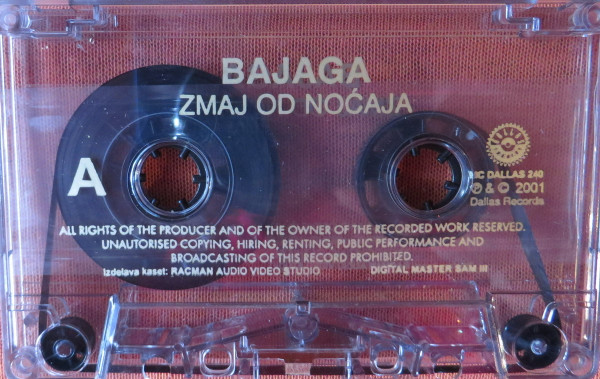 BAJAGA
ZMAJ OD NOĆAJA
A
DALLAS
MC DALLAS 240
℗ & © 2001
Dallas Records
ALL RIGHTS OF THE PRODUCER AND OF THE OWNER OF THE RECORDED WORK RESERVED.
UNAUTORISED COPYING, HIRING, RENTING, PUBLIC PERFORMANCE AND
BROADCASTING OF THIS RECORD PROHIBITED.
Izdelava kaset: RACMAN AUDIO VIDEO STUDIO
DIGITAL MASTER SAM III